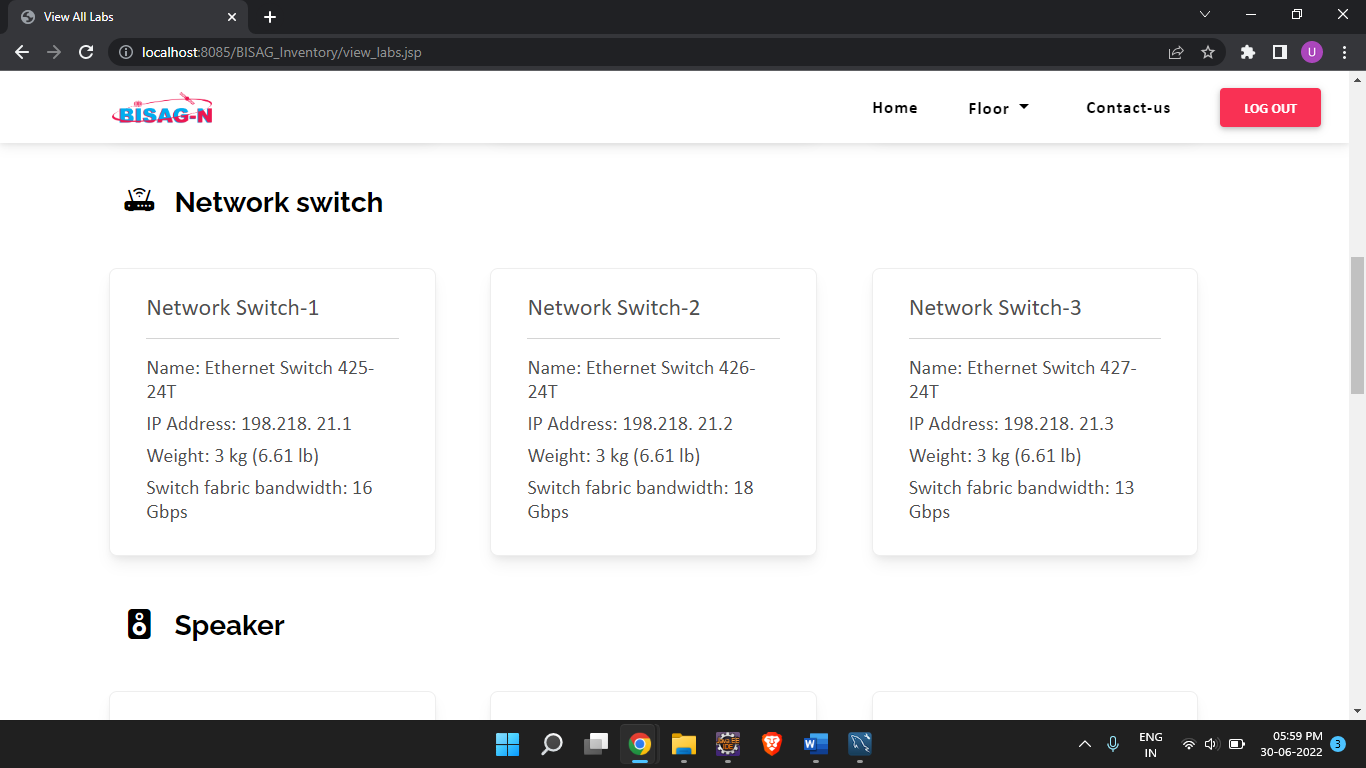 View All Labs
localhost:8085/BISAG_Inventory/view_labs.jsp
U
BISAG-N
Home
Floor
Contact-us
LOG OUT
Network switch
Network Switch-1
Name: Ethernet Switch 425-
24T
IP Address: 198.218. 21.1
Weight: 3 kg (6.61 lb)
Switch fabric bandwidth: 16
Gbps
Network Switch-2
Name: Ethernet Switch 426-
24T
IP Address: 198.218. 21.2
Weight: 3 kg (6.61 lb)
Switch fabric bandwidth: 18
Gbps
Network Switch-3
Name: Ethernet Switch 427-
24T
IP Address: 198.218. 21.3
Weight: 3 kg (6.61 lb)
Switch fabric bandwidth: 13
Gbps
Speaker
W
ENG
IN
05:59 PM
30-06-2022
3